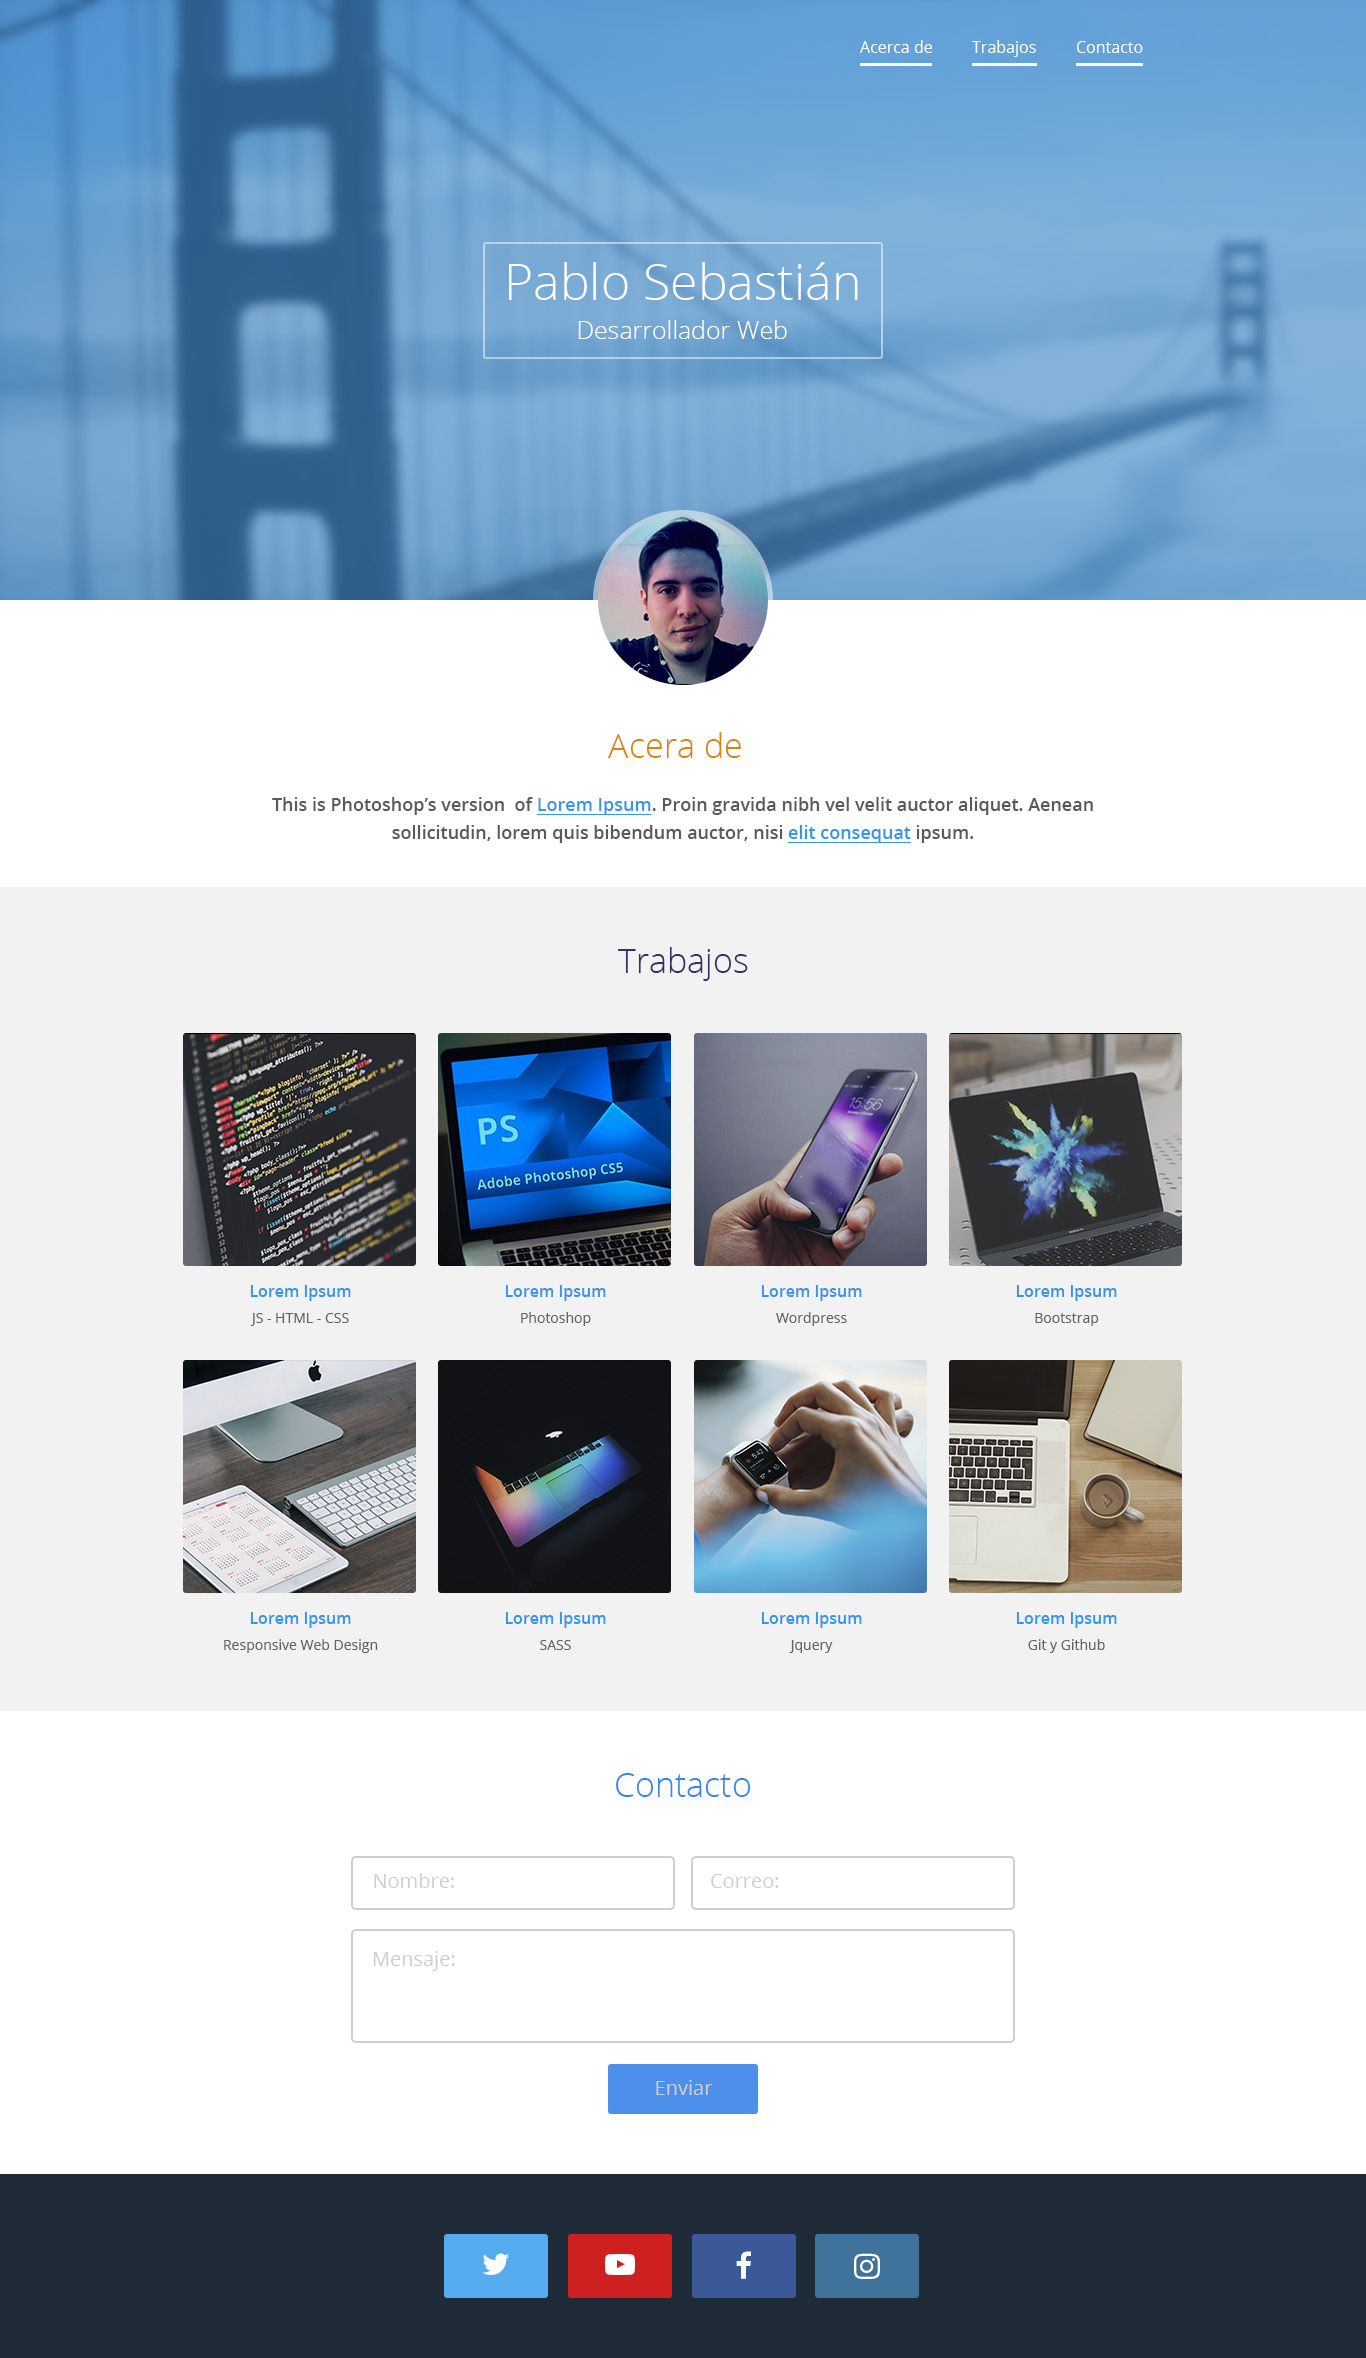 Acerca de Trabajos Contacto
Pablo Sebastián
Desarrollador Web
Acera de
This is Photoshop’s version  of Lorem Ipsum. Proin gravida nibh vel velit auctor aliquet. Aenean
sollicitudin, lorem quis bibendum auctor, nisi elit consequat ipsum.
Trabajos
PS
Adobe Photoshop CS5
15:56
Lorem Ipsum
JS - HTML - CSS
Lorem Ipsum
Photoshop
Lorem Ipsum
Wordpress
Lorem Ipsum
Bootstrap
Lorem Ipsum
Responsive Web Design
Lorem Ipsum
SASS
Lorem Ipsum
Jquery
Lorem Ipsum
Git y Github
Contacto
Nombre:
Correo:
Mensaje:
Enviar